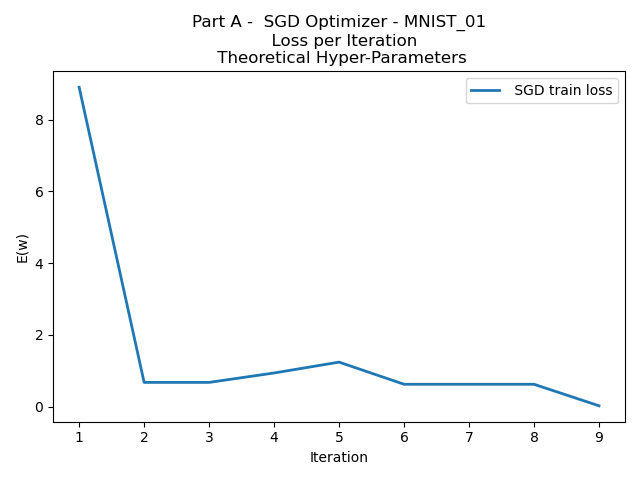 Part A -  SGD Optimizer - MNIST_01
Loss per Iteration
Theoretical Hyper-Parameters
SGD train loss
E(w)
8
6
4
2
0
1 2 3 4 5 6 7 8 9
Iteration